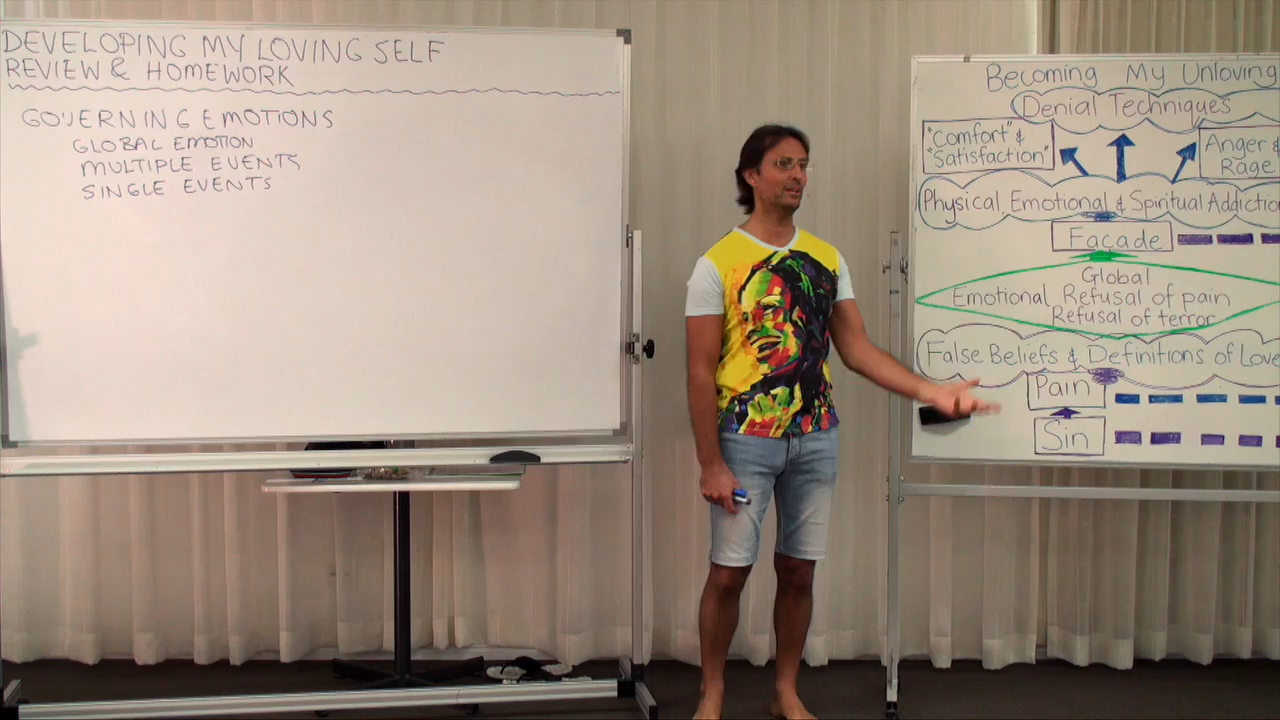 DEVELOPING MY LOVING SELF
REVIEW & HOMEWORK
GOVERNING EMOTIONS
GLOBAL EMOTION
MULTIPLE EVENTS
SINGLE EVENTS
Becoming My Unloving
Denial Techniques
"Comfort" &
"Satisfaction"
Anger &
Rage
Physical, Emotional & Spiritual Addictio
Façade
Global
Emotional Refusal of pain
Refusal of terror
False Beliefs & Definitions of Love
Pain
Sin